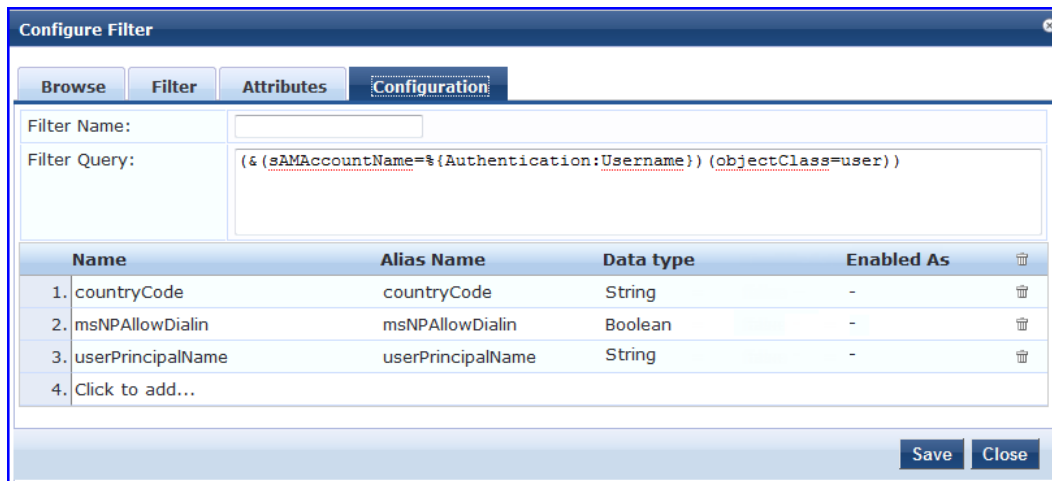 Configure Filter
Browse Filter Attributes Configuration
Filter Name:
Filter Query: (&(sAMAccountName=%{Authentication:Username})(objectClass=user))
Name Alias Name Data type Enabled As
1. countryCode countryCode String -
2. msNPAllowDialin msNPAllowDialin Boolean -
3. userPrincipalName userPrincipalName String -
4. Click to add...
Save Close